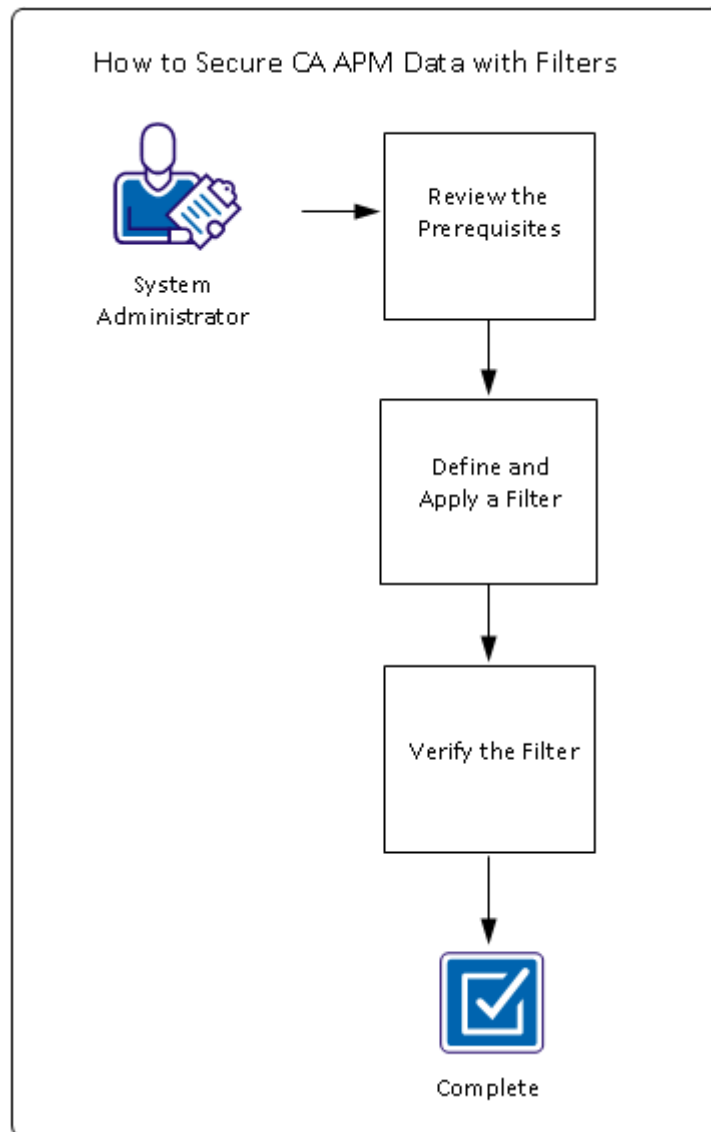 How to Secure CA APM Data with Filters
System
Administrator
Review the
Prerequisites
Define and
Apply a Filter
Verify the Filter
Complete